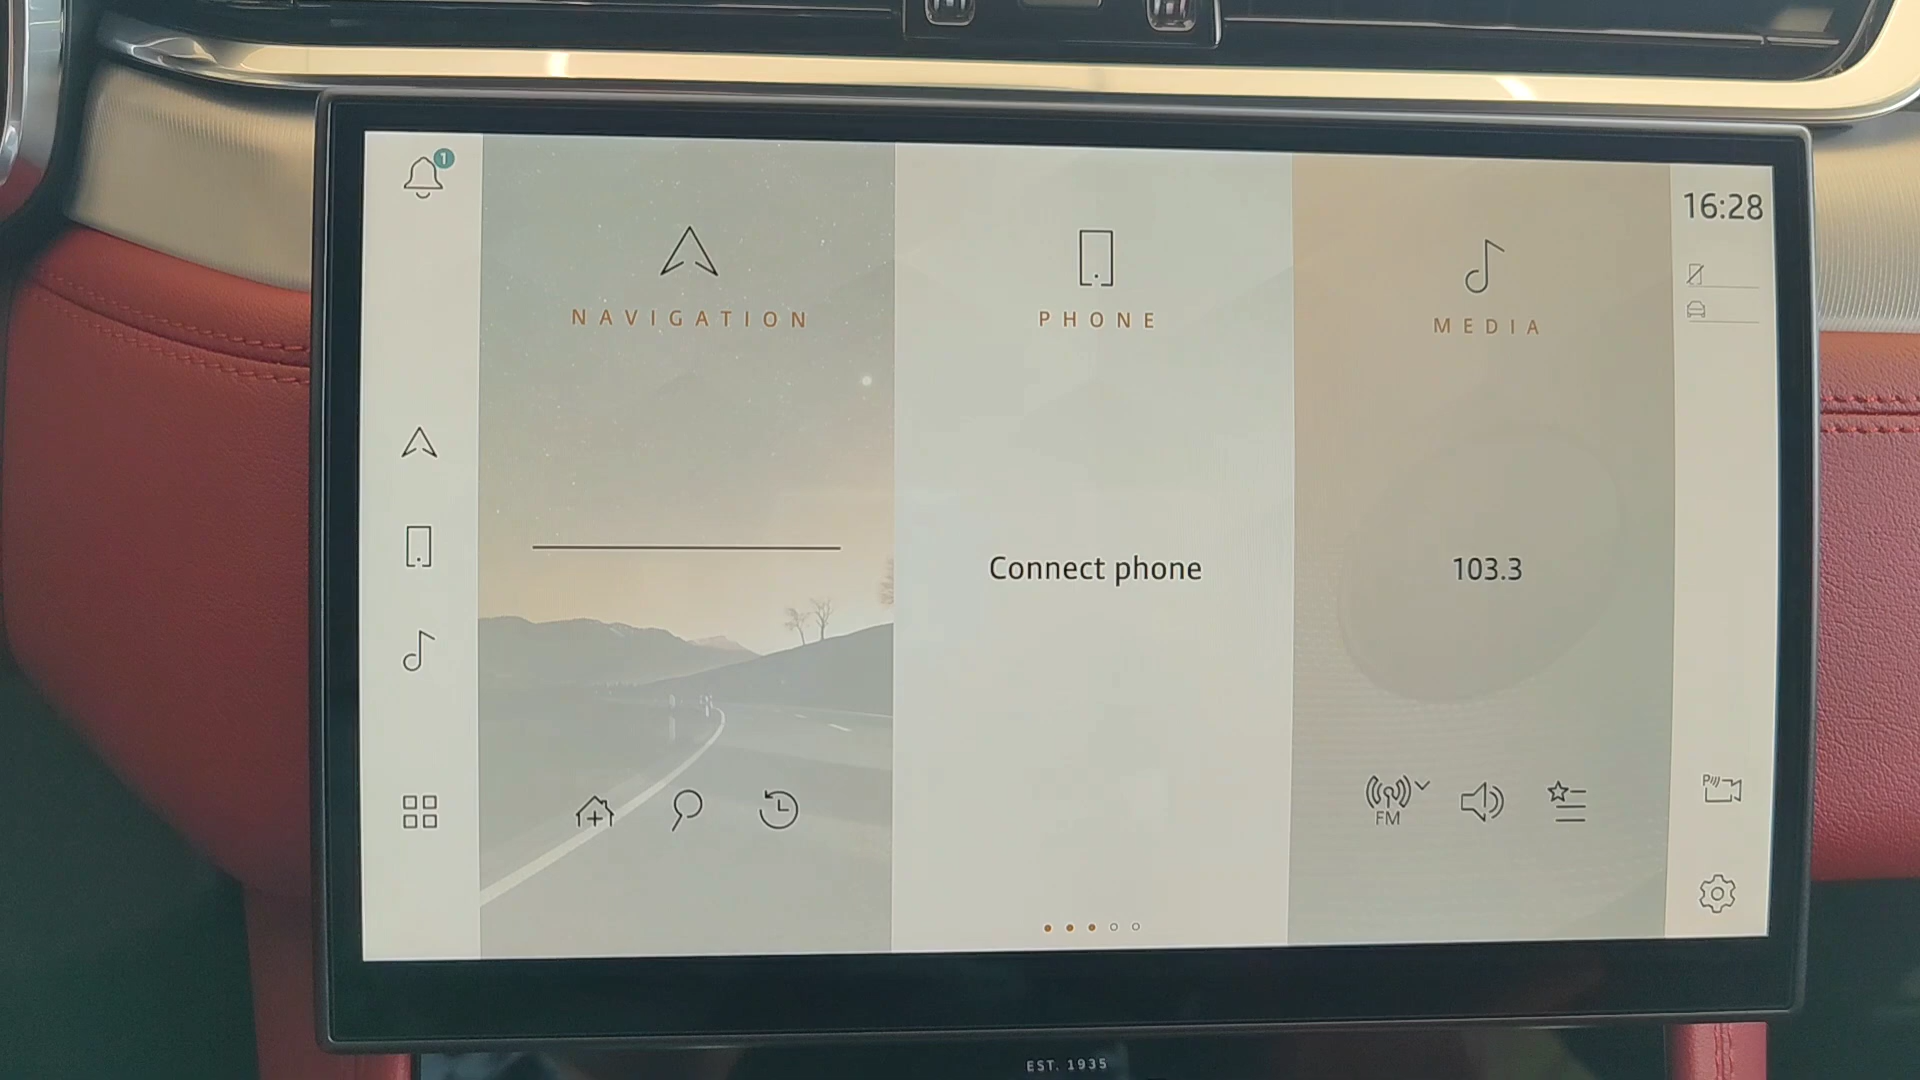 1
16:28
NAVIGATION
PHONE
MEDIA
Connect phone
103.3
FM
P
EST. 1935